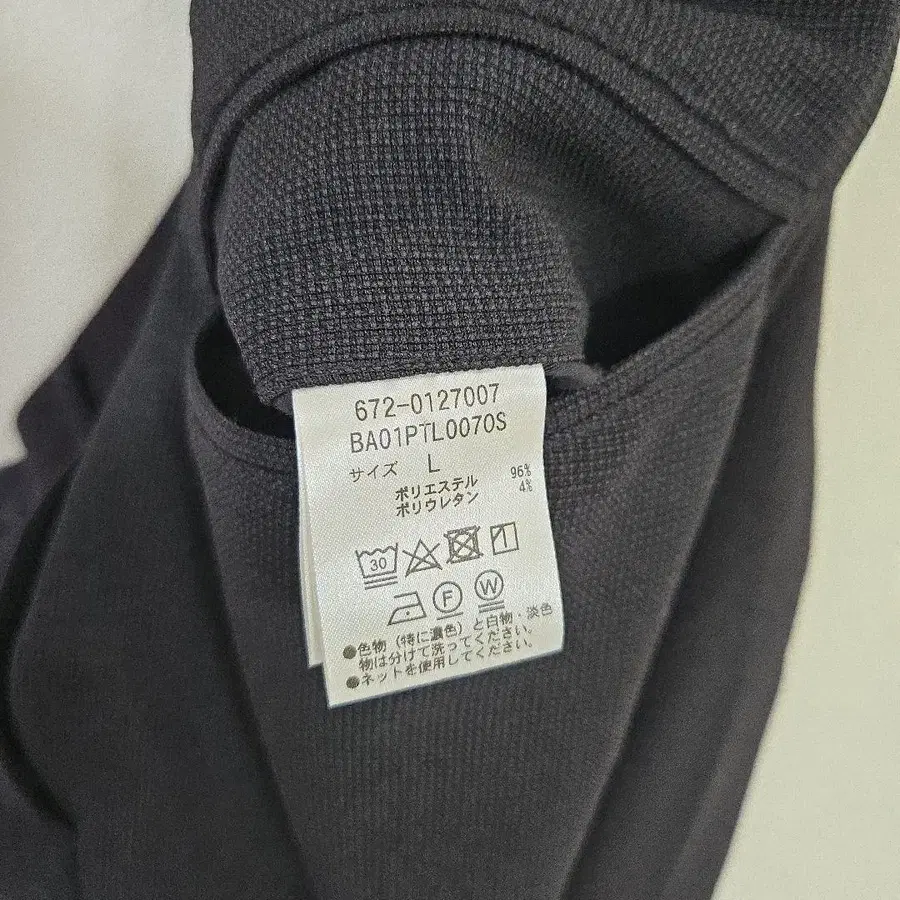 672-0127007
BA01PTL0070S
サイズ L
ポリエステル 96%
ポリウレタン 4%
30
F W
●色物(特に濃色)と白物・淡色
物は分けて洗ってください。
●ネットを使用してください。